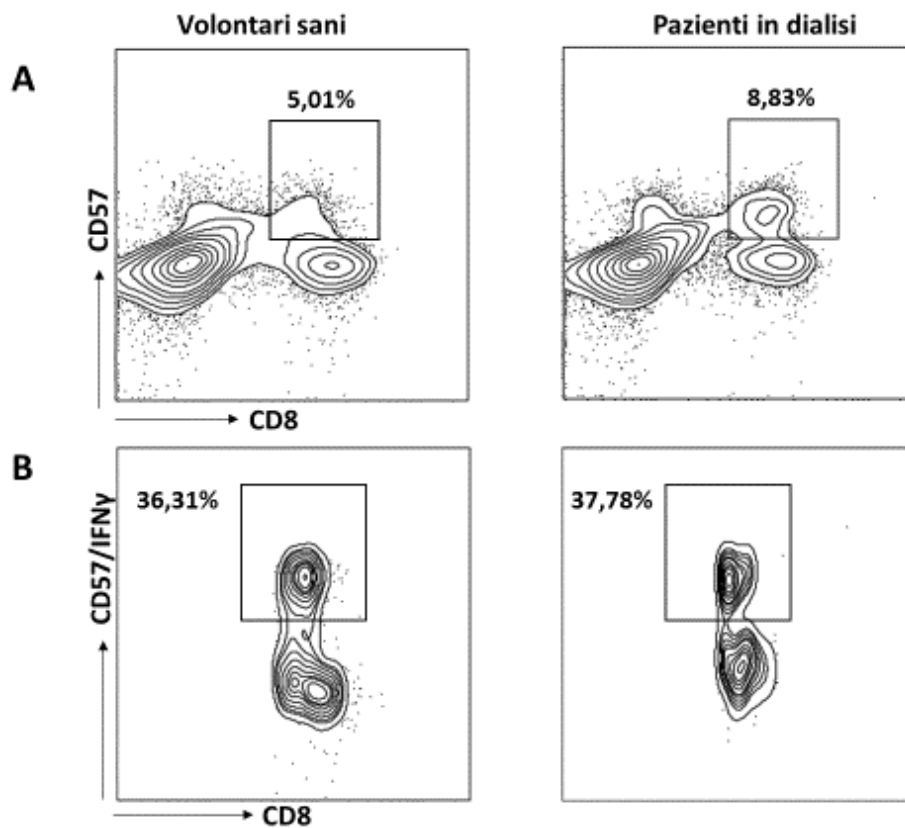 Volontari sani
Pazienti in dialisi
A
5,01%
8,83%
CD57
CD8
B
36,31%
37,78%
CD57/IFNγ
CD8